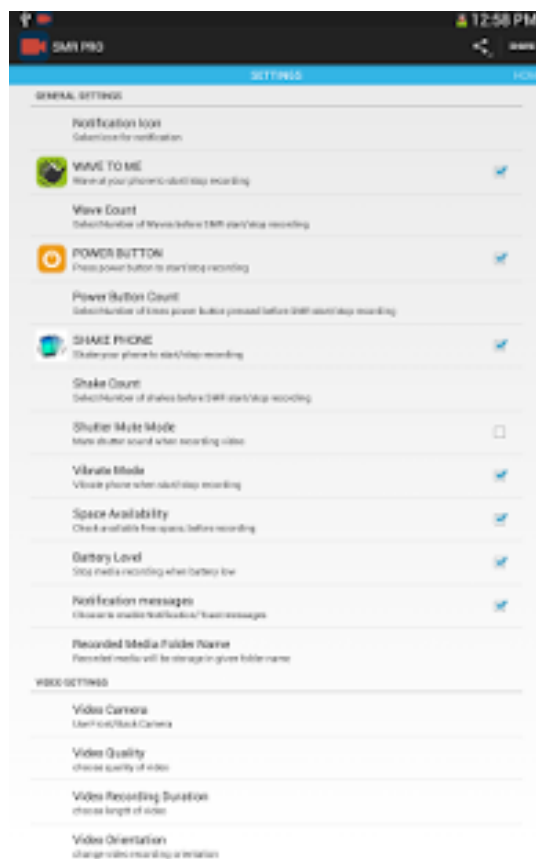 12:58 PM
SMR PRO
SETTINGS
GENERAL SETTINGS
Notification Icon
Select icon for notification
WAVE TO ME
Wave at your phone to start/stop recording
Wave Count
Select Number of Waves before SMR start/stop recording
POWER BUTTON
Press power button to start/stop recording
Power Button Count
Select Number of times power button pressed before SMR start/stop recording
SHAKE PHONE
Shake your phone to start/stop recording
Shake Count
Select Number of shakes before SMR start/stop recording
Shutter Mute Mode
Mute shutter sound when recording video
Vibrate Mode
Vibrate phone when start/stop recording
Space Availability
Check available free space, before recording
Battery Level
Stop media recording when battery low
Notification messages
Choose to enable Notification/Toast messages
Recorded Media Folder Name
Recorded media will be storage in given folder name
VIDEO SETTINGS
Video Camera
Use Front/Back Camera
Video Quality
choose quality of video
Video Recording Duration
choose length of video
Video Orientation
change video recording orientation